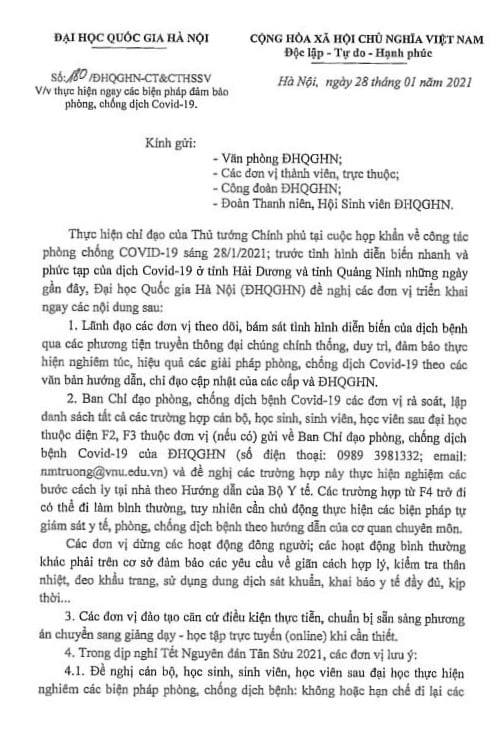 ĐẠI HỌC QUỐC GIA HÀ NỘI
CỘNG HÒA XÃ HỘI CHỦ NGHĨA VIỆT NAM
Độc lập - Tự do - Hạnh phúc
Số: 180/ĐHQGHN-CT&CTHSSV
V/v thực hiện ngay các biện pháp đảm bảo
phòng, chống dịch Covid-19.
Hà Nội, ngày 28 tháng 01 năm 2021
Kính gửi:
- Văn phòng ĐHQGHN;
- Các đơn vị thành viên, trực thuộc;
- Công đoàn ĐHQGHN;
- Đoàn Thanh niên, Hội Sinh viên ĐHQGHN.
Thực hiện chỉ đạo của Thủ tướng Chính phủ tại cuộc họp khẩn về công tác
phòng chống COVID-19 sáng 28/1/2021; trước tình hình diễn biến nhanh và
phức tạp của dịch Covid-19 ở tỉnh Hải Dương và tỉnh Quảng Ninh những ngày
gần đây, Đại học Quốc gia Hà Nội (ĐHQGHN) đề nghị các đơn vị triển khai
ngay các nội dung sau:
1. Lãnh đạo các đơn vị theo dõi, bám sát tình hình diễn biến của dịch bệnh
qua các phương tiện truyền thông đại chúng chính thống, duy trì, đảm bảo thực
hiện nghiêm túc, hiệu quả các giải pháp phòng, chống dịch Covid-19 theo các
văn bản hướng dẫn, chỉ đạo cập nhật của các cấp và ĐHQGHN.
2. Ban Chỉ đạo phòng, chống dịch bệnh Covid-19 các đơn vị rà soát, lập
danh sách tất cả các trường hợp cán bộ, học sinh, sinh viên, học viên sau đại học
thuộc diện F2, F3 thuộc đơn vị (nếu có) gửi về Ban Chỉ đạo phòng, chống dịch
bệnh Covid-19 của ĐHQGHN (số điện thoại: 0989 3981332; email:
nmtruong@vnu.edu.vn) và đề nghị các trường hợp này thực hiện nghiêm các
bước cách ly tại nhà theo Hướng dẫn của Bộ Y tế. Các trường hợp từ F4 trở đi
có thể đi làm bình thường, tuy nhiên cần chủ động thực hiện các biện pháp tự
giám sát y tế, phòng, chống dịch bệnh theo hướng dẫn của cơ quan chuyên môn.
Các đơn vị dừng các hoạt động đông người; các hoạt động bình thường
khác phải trên cơ sở đảm bảo các yêu cầu về giãn cách hợp lý, kiểm tra thân
nhiệt, đeo khẩu trang, sử dụng dung dịch sát khuẩn, khai báo y tế đầy đủ, kịp
thời...
3. Các đơn vị đào tạo căn cứ điều kiện thực tiễn, chuẩn bị sẵn sàng phương
án chuyển sang giảng dạy - học tập trực tuyến (online) khi cần thiết.
4. Trong dịp nghỉ Tết Nguyên đán Tân Sửu 2021, các đơn vị lưu ý:
4.1. Đề nghị cán bộ, học sinh, sinh viên, học viên sau đại học thực hiện
nghiêm các biện pháp phòng, chống dịch bệnh: không hoặc hạn chế đi lại các